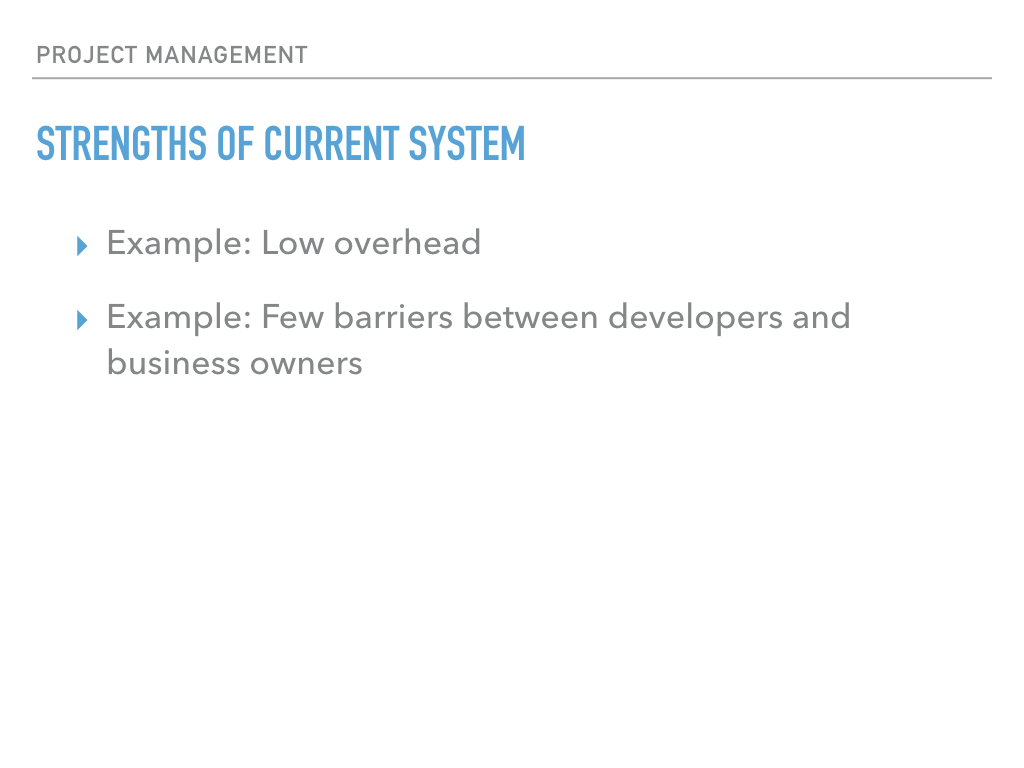 PROJECT MANAGEMENT
STRENGTHS OF CURRENT SYSTEM
Example: Low overhead
Example: Few barriers between developers and
business owners